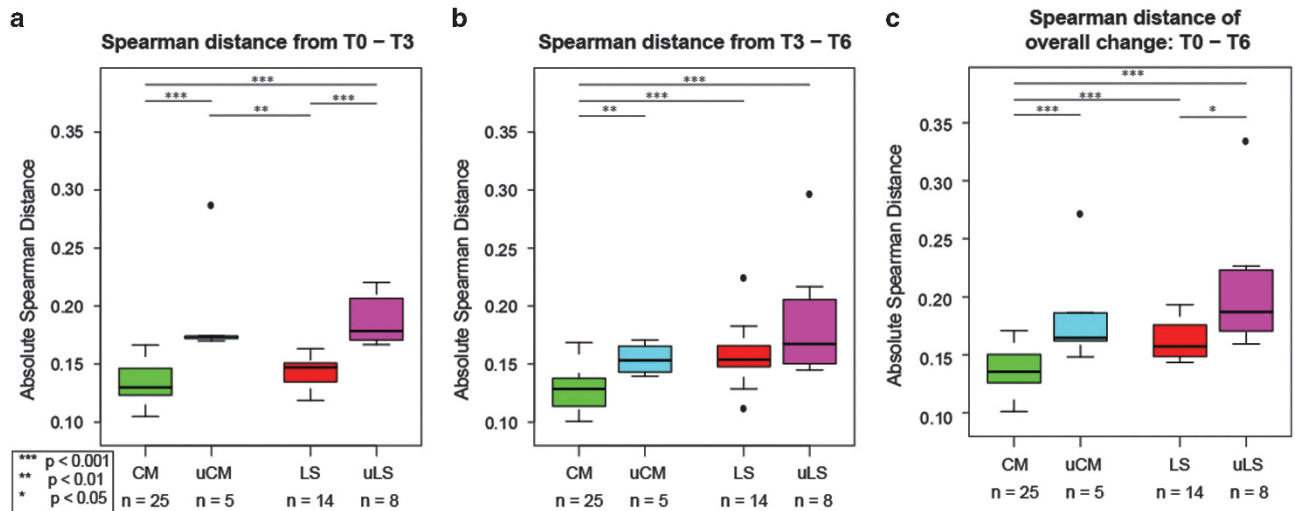 a
Spearman distance from T0 – T3
***
***
***
**
Absolute Spearman Distance
0.35
0.30
0.25
0.20
0.15
0.10
CM uCM LS uLS
n = 25 n = 5 n = 14 n = 8
*** p < 0.001
** p < 0.01
* p < 0.05
b
Spearman distance from T3 – T6
***
***
**
Absolute Spearman Distance
0.35
0.30
0.25
0.20
0.15
0.10
CM uCM LS uLS
n = 25 n = 5 n = 14 n = 8
c
Spearman distance of
overall change: T0 – T6
***
***
***
*
Absolute Spearman Distance
0.35
0.30
0.25
0.20
0.15
0.10
CM uCM LS uLS
n = 25 n = 5 n = 14 n = 8